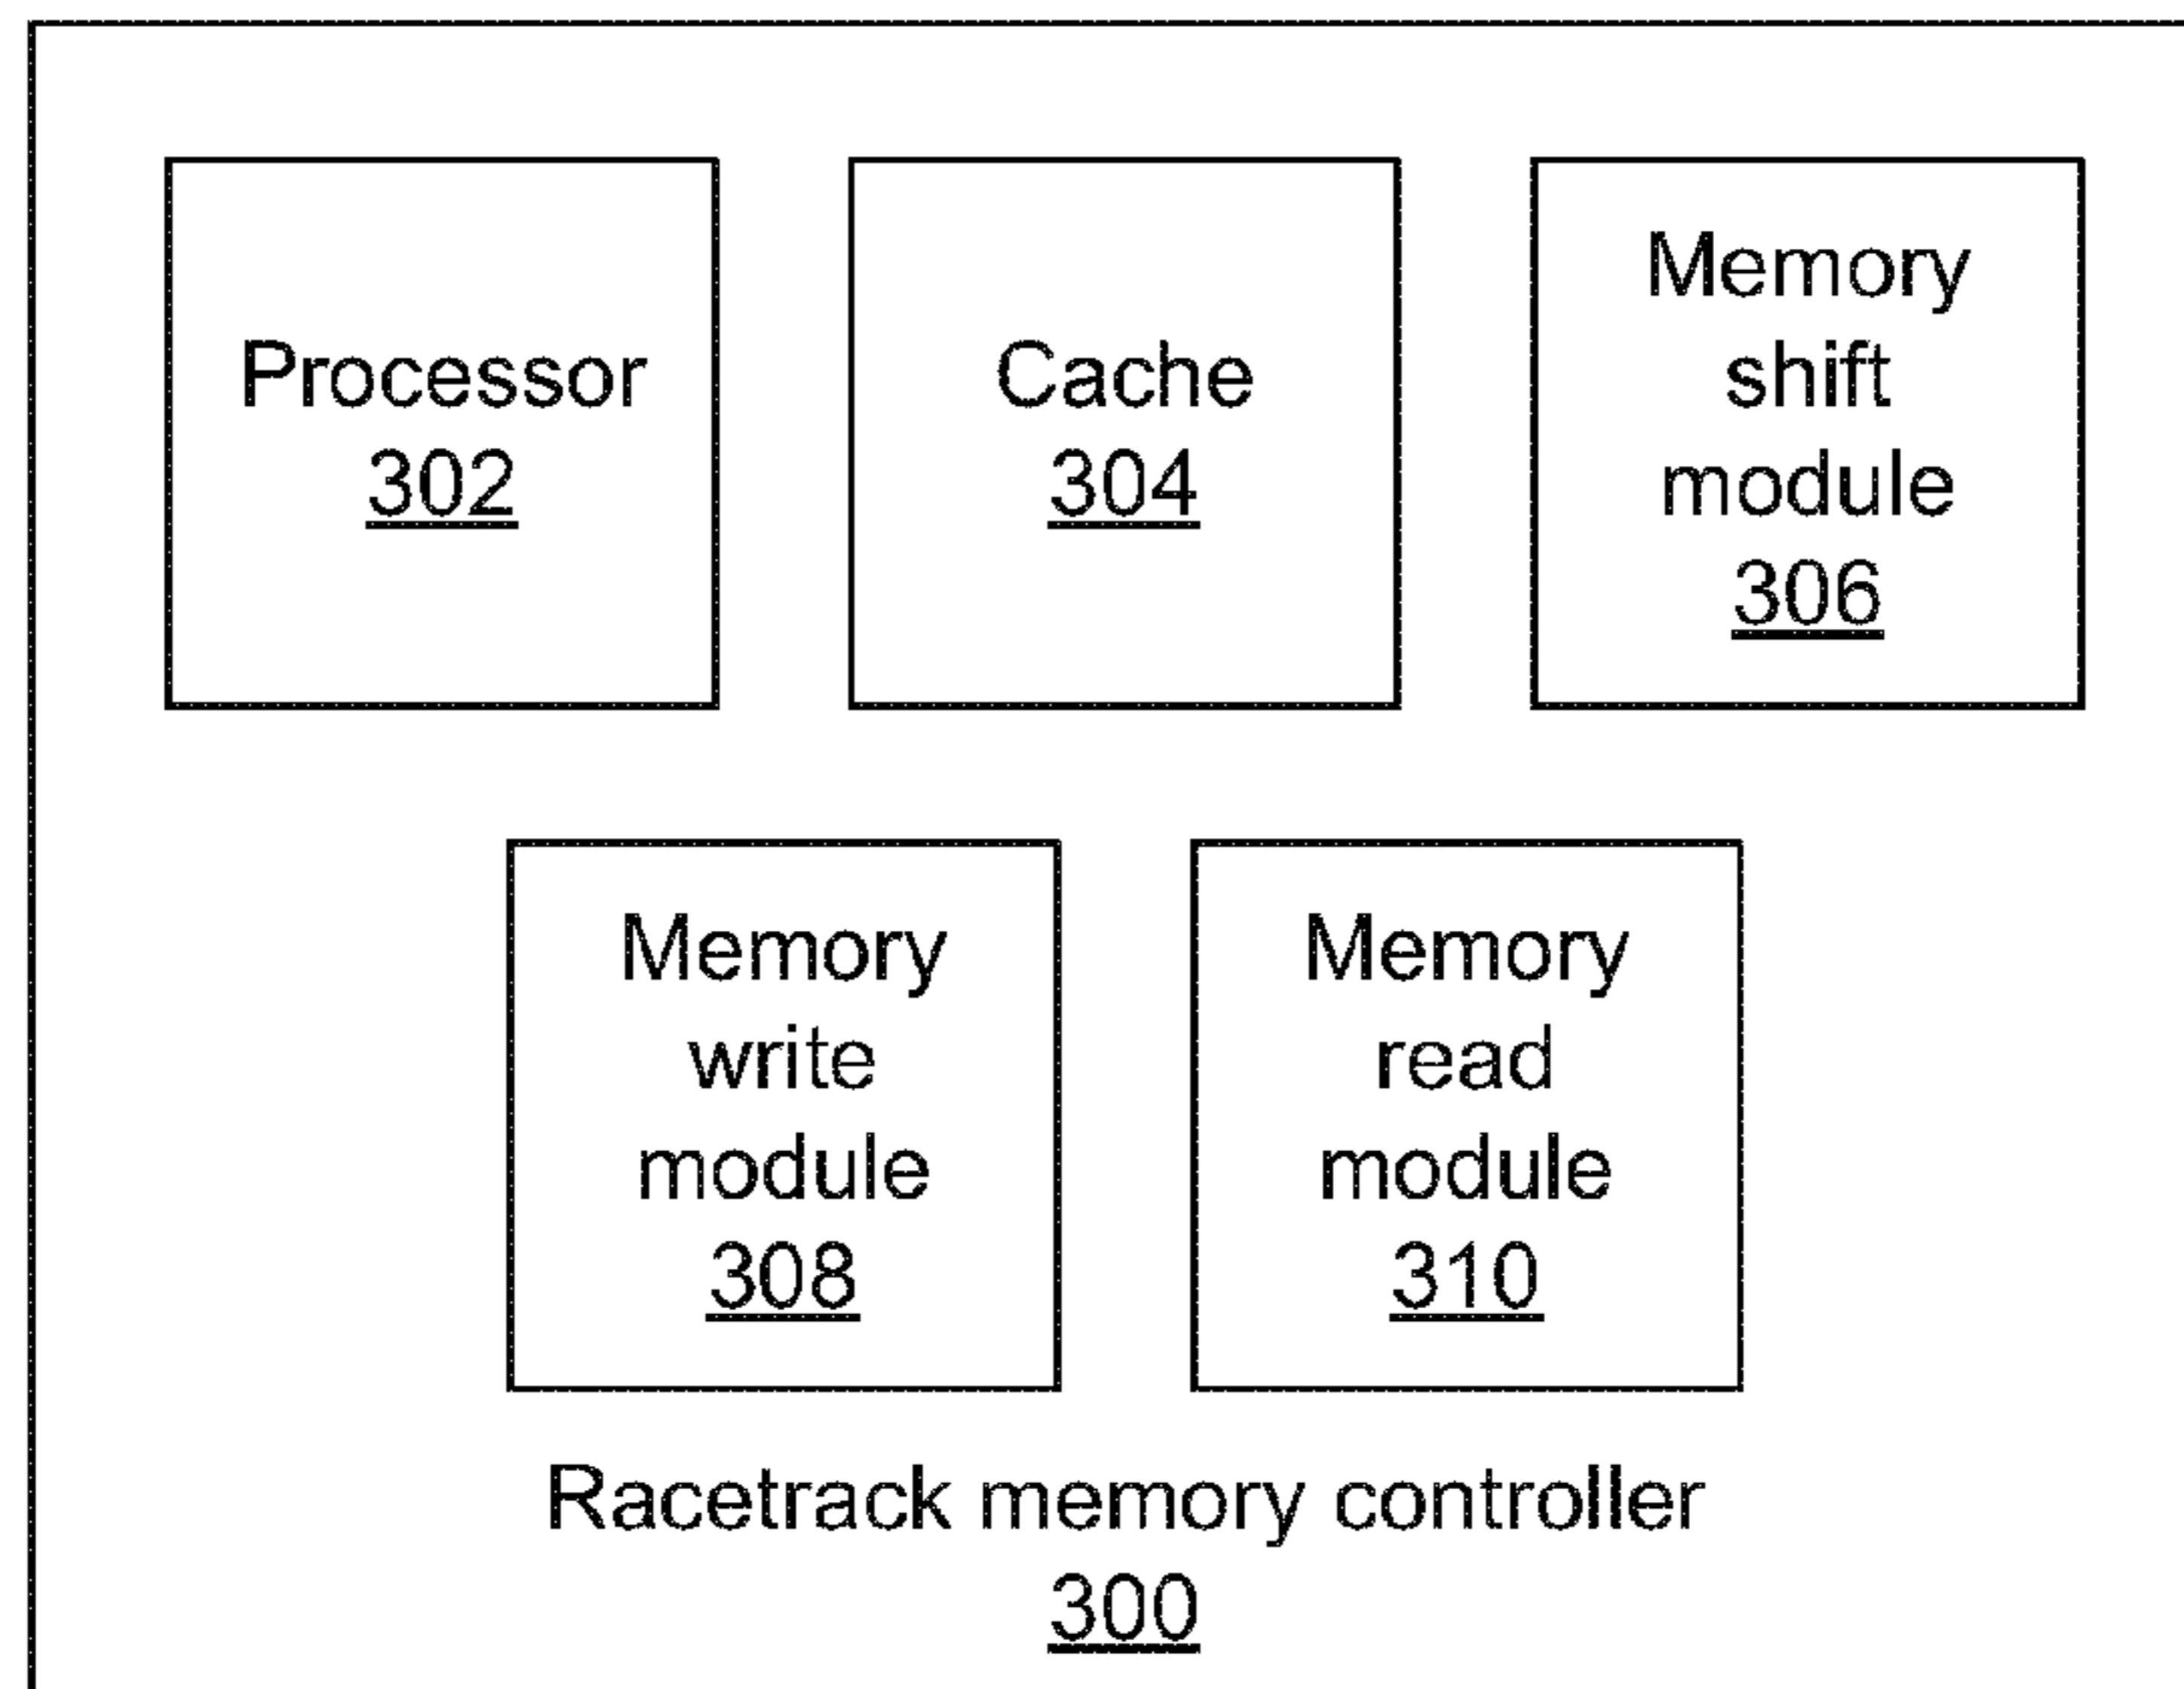 Processor
302
Cache
304
Memory
shift
module
306
Memory
write
module
308
Memory
read
module
310
Racetrack memory controller
300